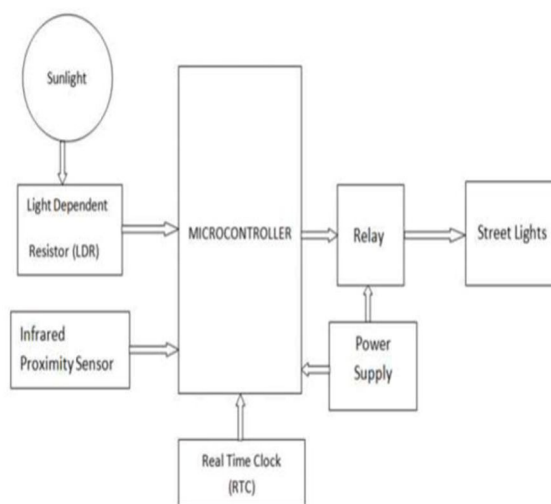 Sunlight
Light Dependent
Resistor (LDR)
MICROCONTROLLER
Relay
Street Lights
Infrared
Proximity Sensor
Power
Supply
Real Time Clock
(RTC)